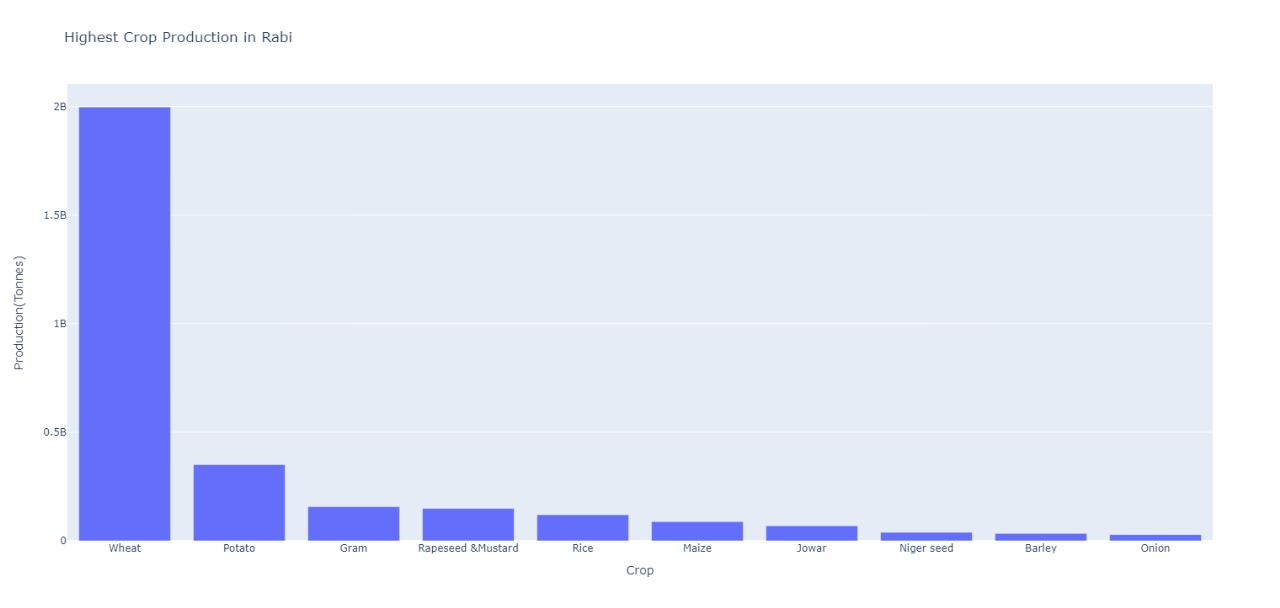 Highest Crop Production in Rabi
2B
1.5B
1B
0.5B
0
Production(Tonnes)
Wheat Potato Gram Rapeseed &Mustard Rice Maize Jowar Niger seed Barley Onion
Crop